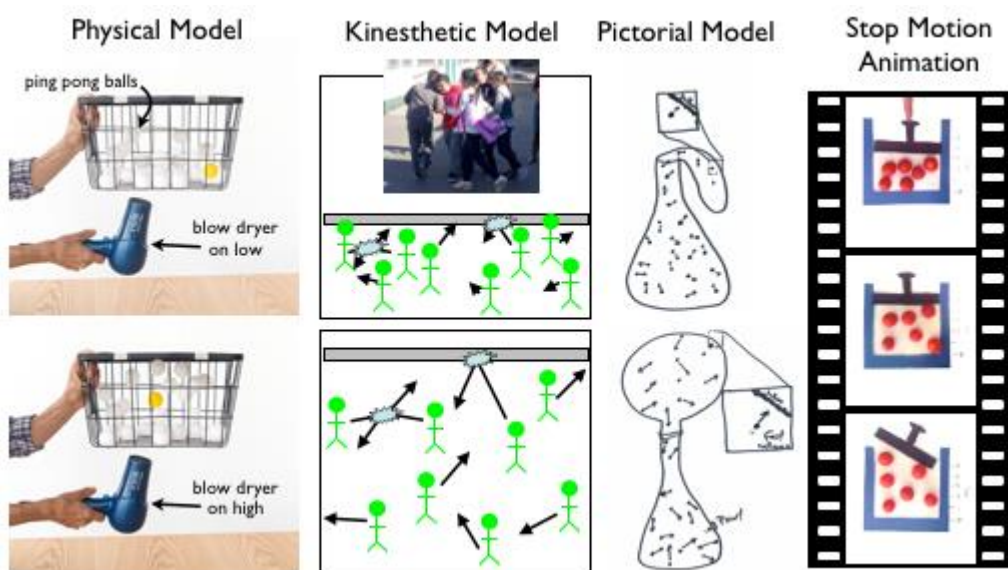 Physical Model
Kinesthetic Model
Pictorial Model
Stop Motion
Animation
ping pong balls
blow dryer
on low
blow dryer
on high